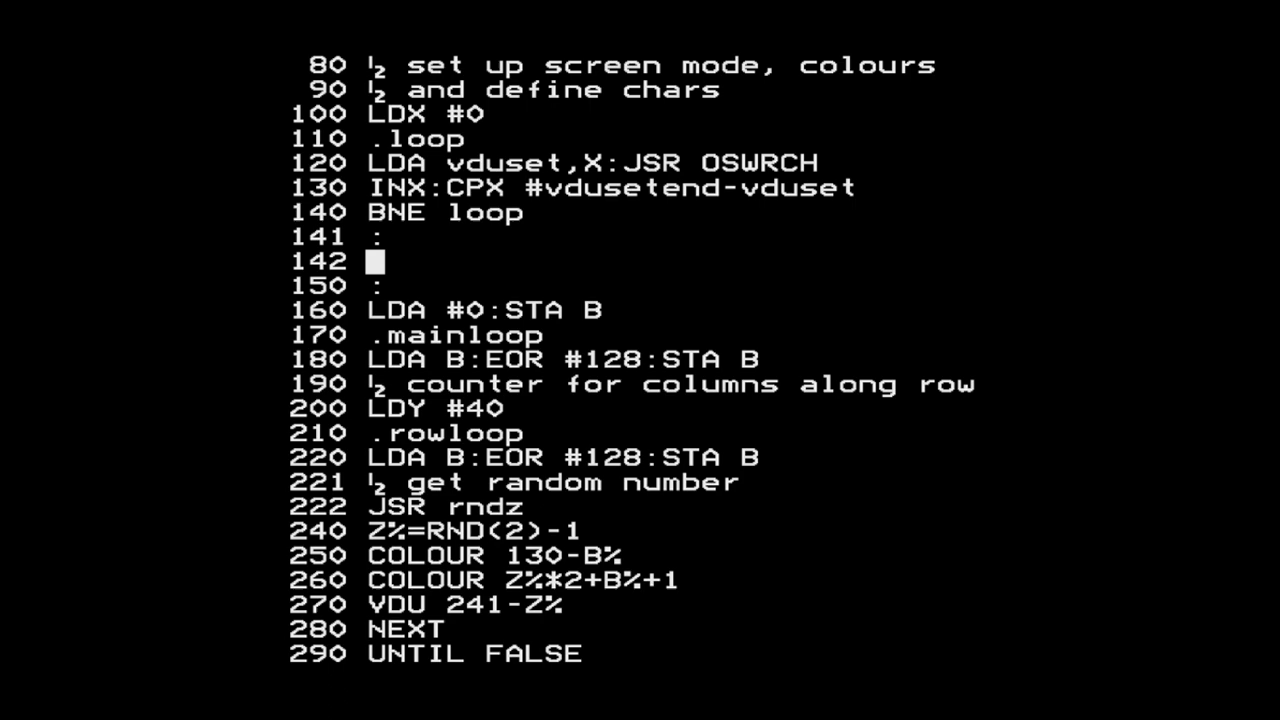 80 ½ set up screen mode, colours
90 ½ and define chars
100 LDX #0
110 .loop
120 LDA vduset,X:JSR OSWRCH
130 INX:CPX #vdusetend-vduset
140 BNE loop
141 :
142
150 :
160 LDA #0:STA B
170 .mainloop
180 LDA B:EOR #128:STA B
190 ½ counter for columns along row
200 LDY #40
210 .rowloop
220 LDA B:EOR #128:STA B
221 ½ get random number
222 JSR rndz
240 Z%=RND(2)-1
250 COLOUR 130-B%
260 COLOUR Z%*2+B%+1
270 VDU 241-Z%
280 NEXT
290 UNTIL FALSE